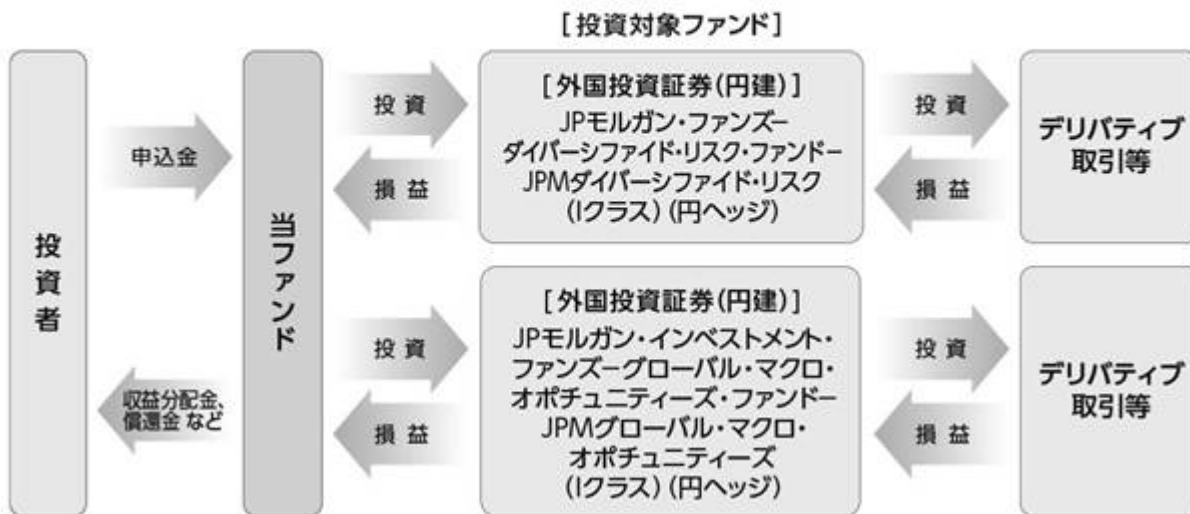 [投資対象ファンド]
投資者
申込金
収益分配金、
償還金 など
当ファンド
投資
損益
[外国投資証券(円建)]
JPモルガン・ファンズー
ダイバーシファイド・リスク・ファンドー
JPMダイバーシファイド・リスク
(Iクラス)(円ヘッジ)
投資
損益
デリバティブ
取引等
投資
損益
[外国投資証券(円建)]
JPモルガン・インベストメント・
ファンズーグローバル・マクロ・
オポチュニティーズ・ファンドー
JPMグローバル・マクロ・
オポチュニティーズ
(Iクラス)(円ヘッジ)
投資
損益
デリバティブ
取引等